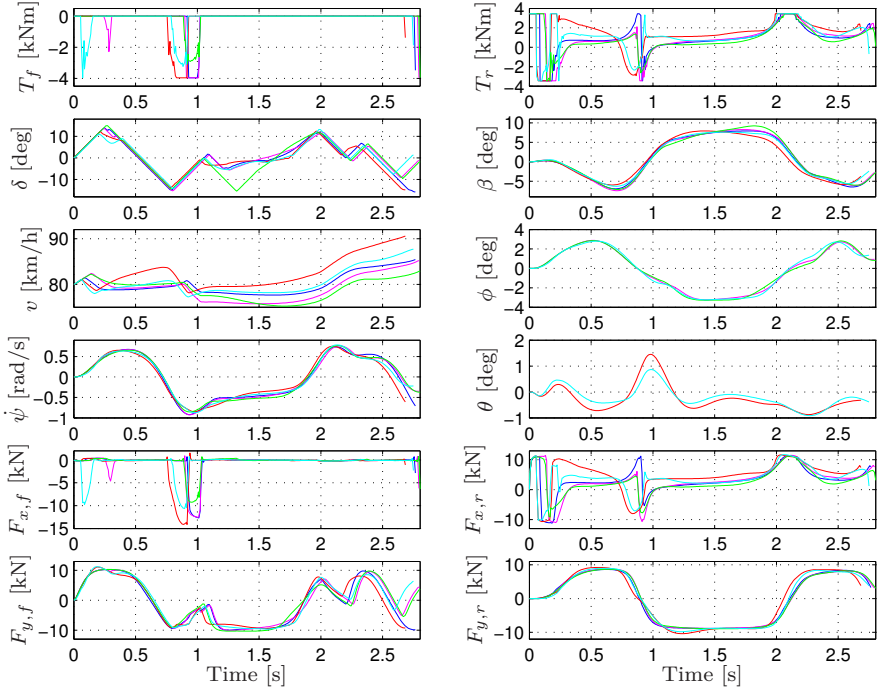 T_f [kNm]
0
−2
−4
0 0.5 1 1.5 2 2.5
T_r [kNm]
4
2
0
−2
−4
0 0.5 1 1.5 2 2.5
δ [deg]
10
0
−10
0 0.5 1 1.5 2 2.5
β [deg]
10
5
0
−5
0 0.5 1 1.5 2 2.5
v [km/h]
90
80
0 0.5 1 1.5 2 2.5
ϕ [deg]
4
2
0
−2
−4
0 0.5 1 1.5 2 2.5
ψ̇ [rad/s]
0.5
0
−0.5
−1
0 0.5 1 1.5 2 2.5
θ [deg]
2
1
0
−1
0 0.5 1 1.5 2 2.5
F_{x,f} [kN]
0
−5
−10
−15
0 0.5 1 1.5 2 2.5
F_{x,r} [kN]
10
0
−10
0 0.5 1 1.5 2 2.5
F_{y,f} [kN]
10
0
−10
0 0.5 1 1.5 2 2.5
Time [s]
F_{y,r} [kN]
10
0
−10
0 0.5 1 1.5 2 2.5
Time [s]